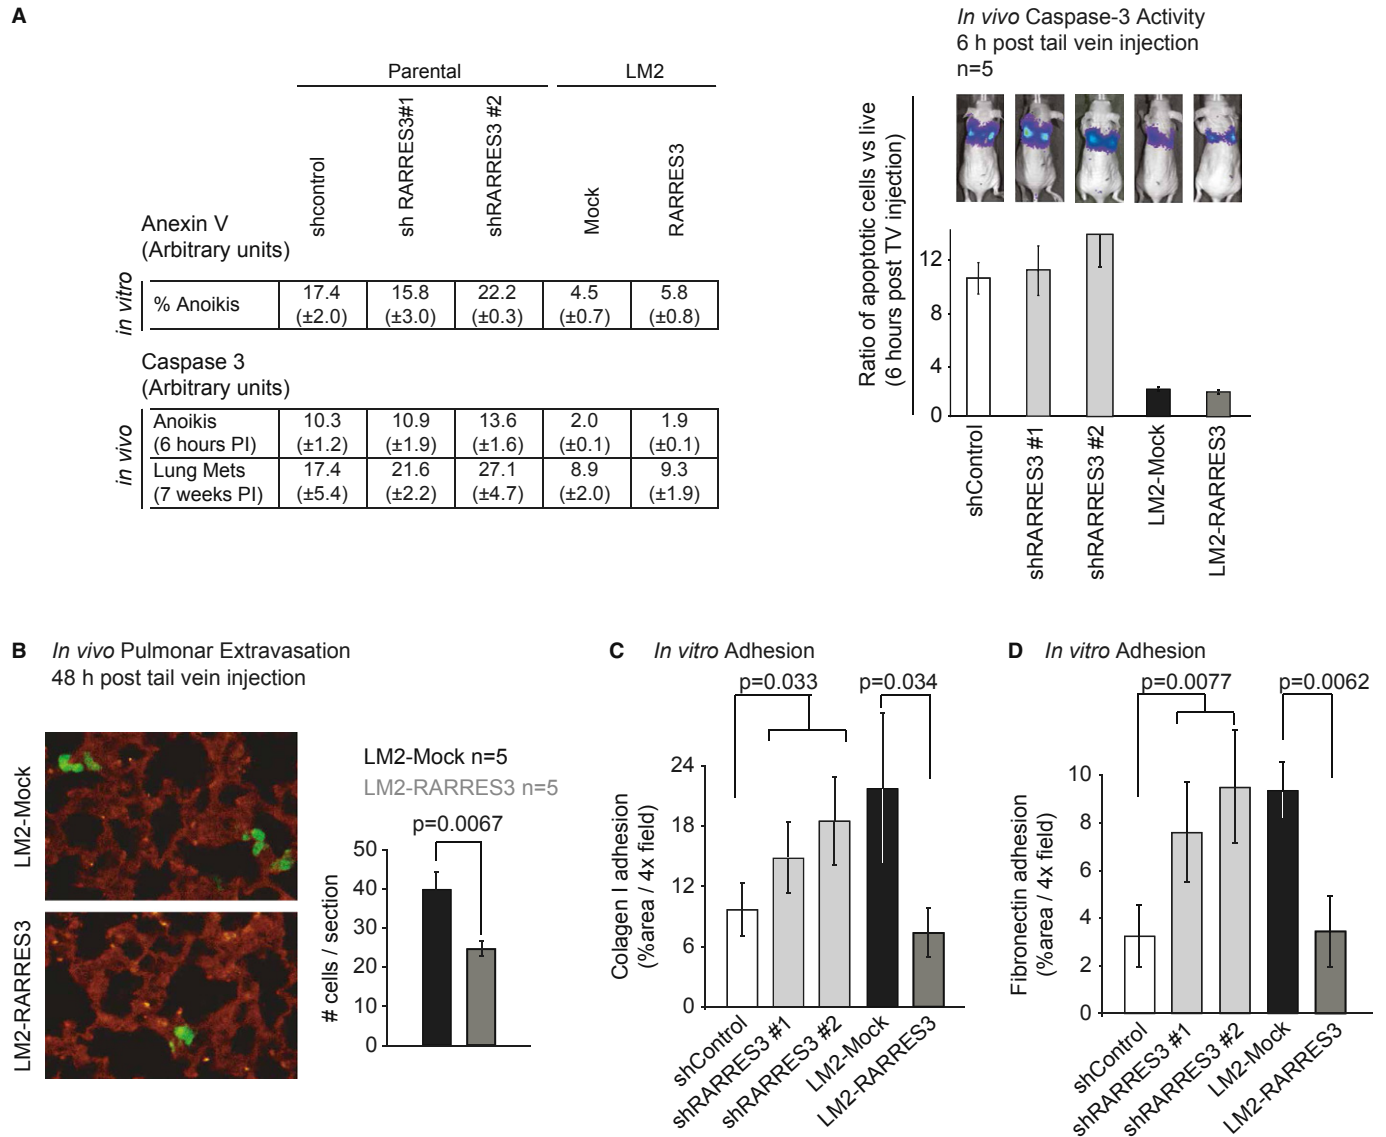 A
Parental
LM2
shcontrol
sh RARRES3#1
shRARRES3 #2
Mock
RARRES3
Anexin V
(Arbitrary units)
in vitro
% Anoikis
17.4 15.8 22.2 4.5 5.8
(±2.0) (±3.0) (±0.3) (±0.7) (±0.8)
Caspase 3
(Arbitrary units)
in vivo
Anoikis 10.3 10.9 13.6 2.0 1.9
(6 hours PI) (±1.2) (±1.9) (±1.6) (±0.1) (±0.1)
Lung Mets 17.4 21.6 27.1 8.9 9.3
(7 weeks PI) (±5.4) (±2.2) (±4.7) (±2.0) (±1.9)
In vivo Caspase-3 Activity
6 h post tail vein injection
n=5
Ratio of apoptotic cells vs live
(6 hours post TV injection)
12
8
4
0
shControl
shRARRES3 #1
shRARRES3 #2
LM2-Mock
LM2-RARRES3
B In vivo Pulmonar Extravasation
48 h post tail vein injection
LM2-Mock
LM2-RARRES3
LM2-Mock n=5
LM2-RARRES3 n=5
p=0.0067
# cells / section
50
40
30
20
10
0
C In vitro Adhesion
p=0.033 p=0.034
Colagen I adhesion
(%area / 4x field)
24
18
12
6
0
shControl
shRARRES3 #1
shRARRES3 #2
LM2-Mock
LM2-RARRES3
D In vitro Adhesion
p=0.0077 p=0.0062
Fibronectin adhesion
(%area / 4x field)
10
8
6
4
2
0
shControl
shRARRES3 #1
shRARRES3 #2
LM2-Mock
LM2-RARRES3